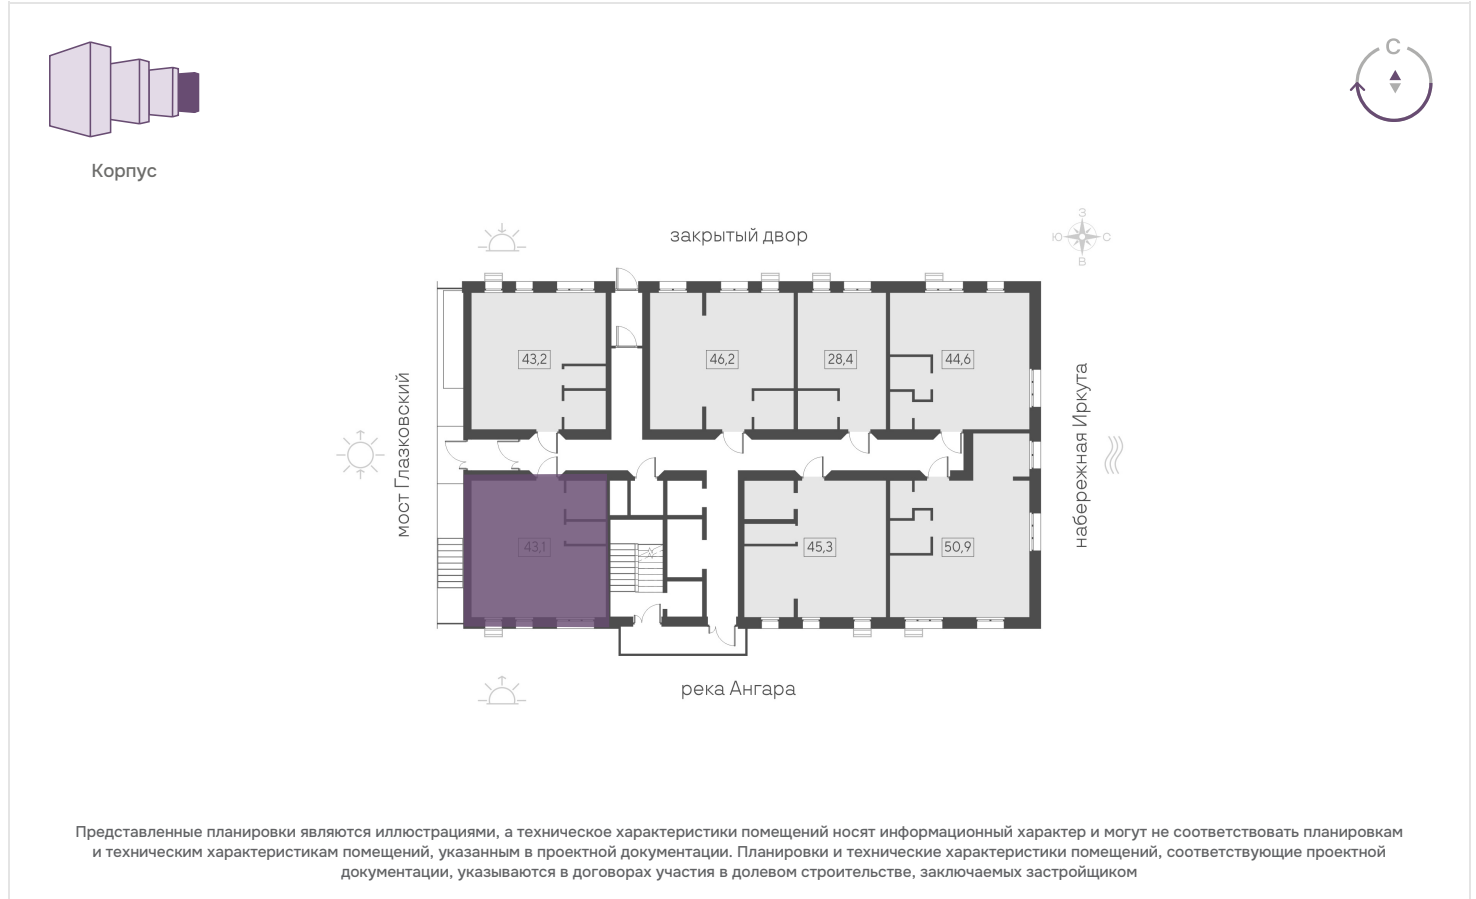 С
Корпус
закрытый двор
З
Ю
С
В
43,2
46,2
28,4
44,6
мост Глазковский
набережная Иркута
43,1
45,3
50,9
река Ангара
Представленные планировки являются иллюстрациями, а техническое характеристики помещений носят информационный характер и могут не соответствовать планировкам
и техническим характеристикам помещений, указанным в проектной документации. Планировки и технические характеристики помещений, соответствующие проектной
документации, указываются в договорах участия в долевом строительстве, заключаемых застройщиком